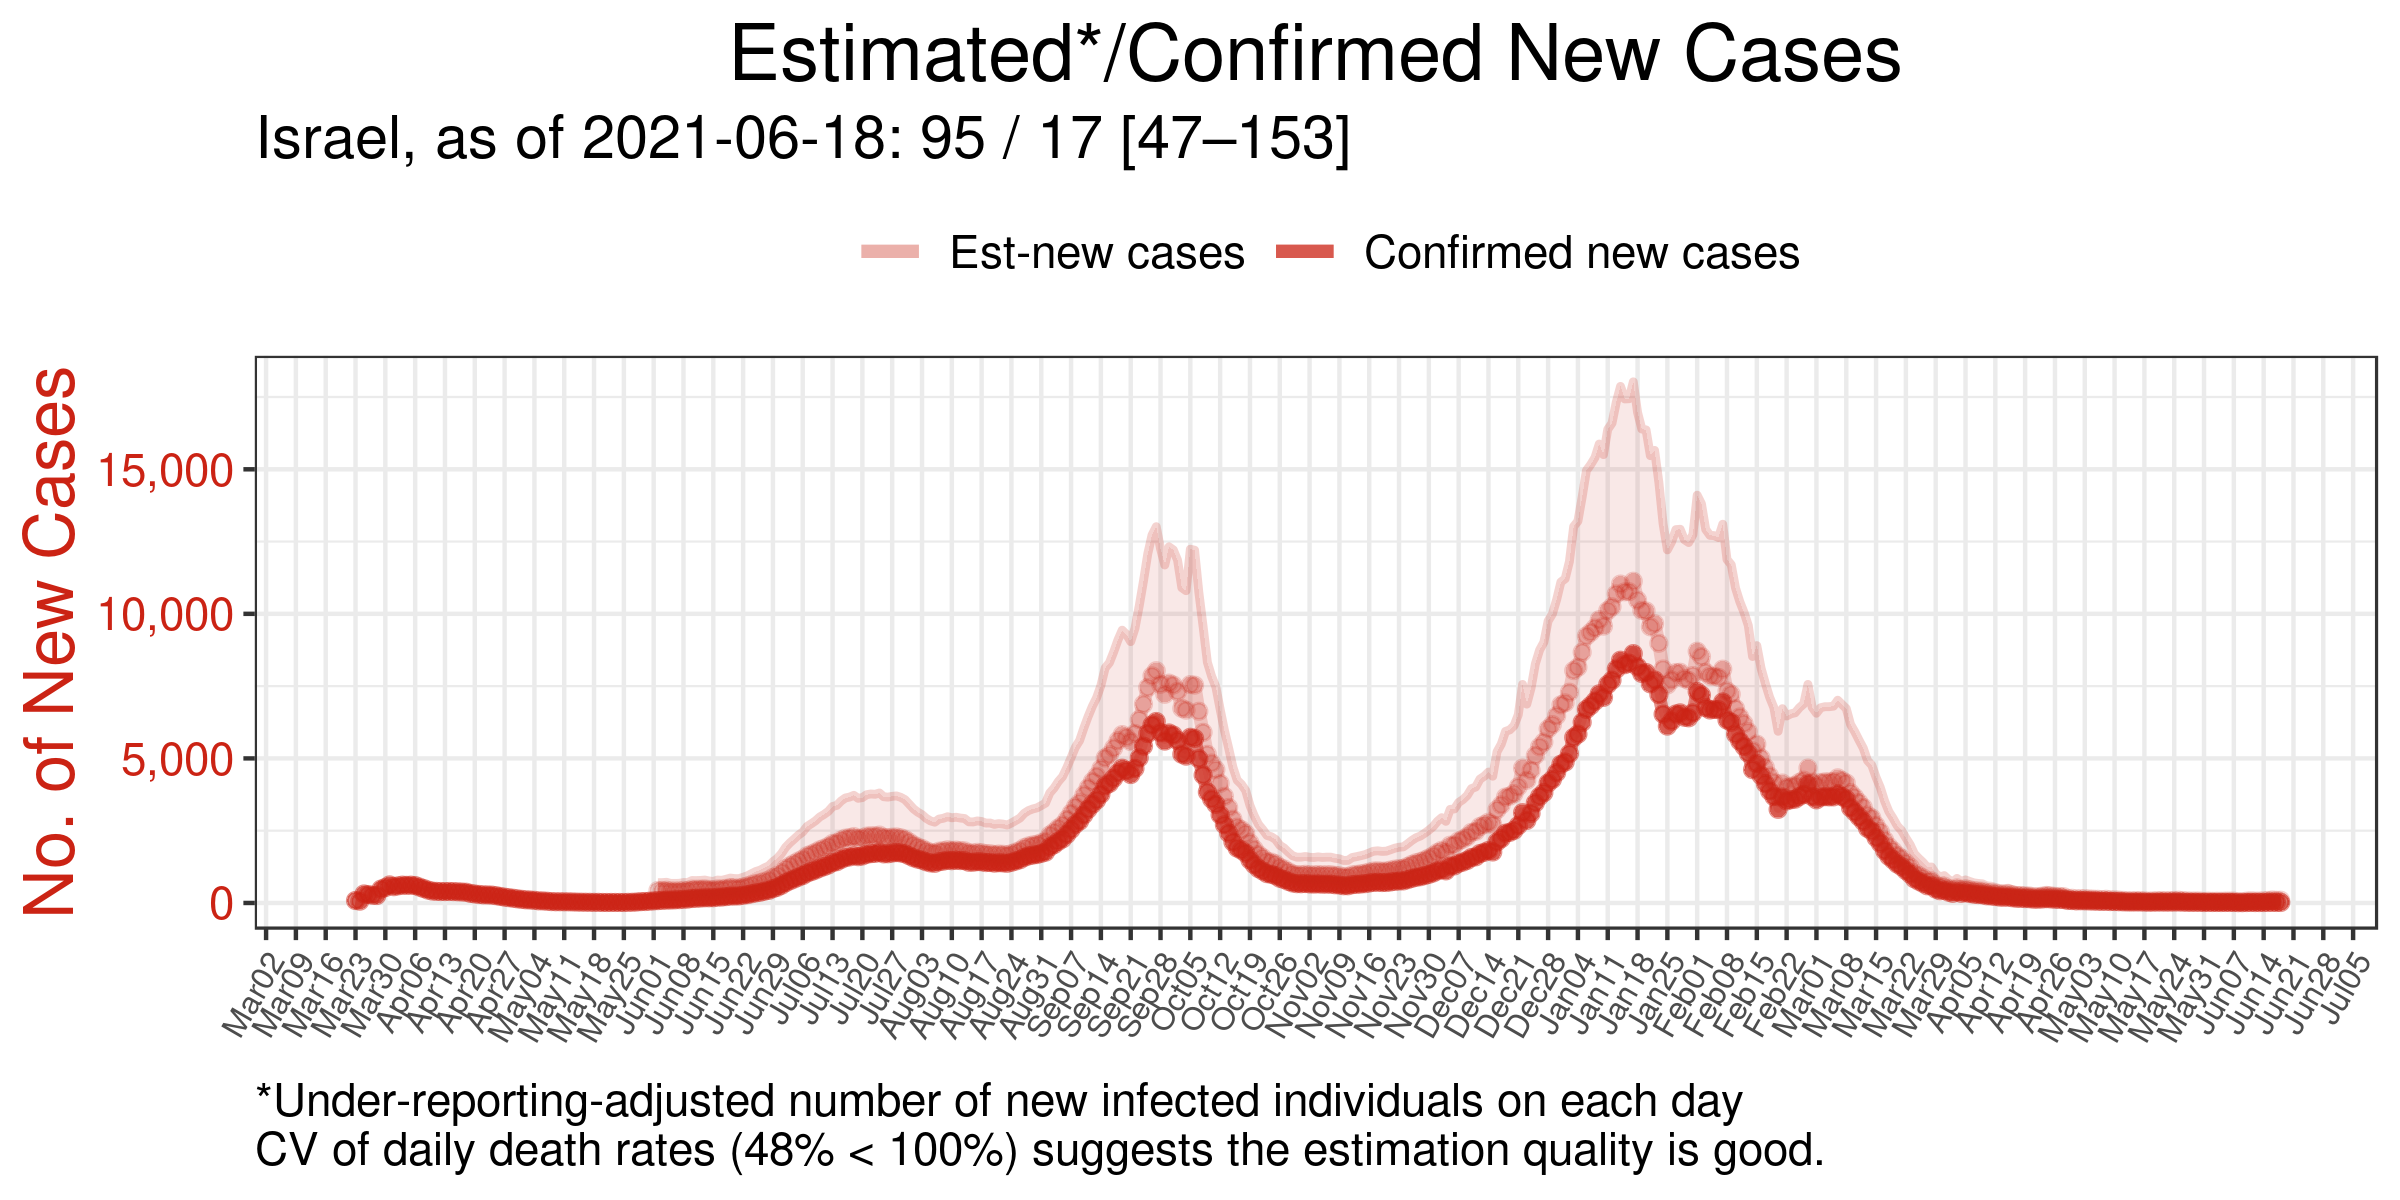 Estimated*/Confirmed New Cases
Israel, as of 2021-06-18: 95 / 17 [47–153]
Est-new cases
Confirmed new cases
No. of New Cases
15,000
10,000
5,000
0
Mar02
Mar09
Mar16
Mar23
Mar30
Apr06
Apr13
Apr20
Apr27
May04
May11
May18
May25
Jun01
Jun08
Jun15
Jun22
Jun29
Jul06
Jul13
Jul20
Jul27
Aug03
Aug10
Aug17
Aug24
Aug31
Sep07
Sep14
Sep21
Sep28
Oct05
Oct12
Oct19
Oct26
Nov02
Nov09
Nov16
Nov23
Nov30
Dec07
Dec14
Dec21
Dec28
Jan04
Jan11
Jan18
Jan25
Feb01
Feb08
Feb15
Feb22
Mar01
Mar08
Mar15
Mar22
Mar29
Apr05
Apr12
Apr19
Apr26
May03
May10
May17
May24
May31
Jun07
Jun14
Jun21
Jun28
Jul05
*Under-reporting-adjusted number of new infected individuals on each day
CV of daily death rates (48% < 100%) suggests the estimation quality is good.